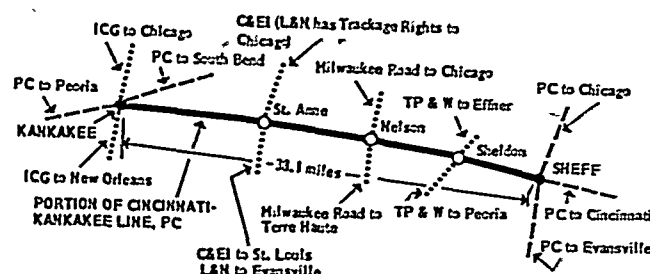 ICG to Chicago
C&EI (L&N has Trackage Rights to
Chicago)
PC to South Bend
Milwaukee Road to Chicago
PC to Peoria
TP & W to Effner
PC to Chicago
St. Anne
KANKAKEE
Helson
Sheldon
SHEFF
~33.1 miles
ICG to New Orleans
PORTION OF CINCINNATI-
KANKAKEE LINE, PC
Milwaukee Road to
Terre Haute
TP & W to Peoria
PC to Cincinnati
PC to Evansville
C&EI to St. Louis
L&N to Evansville